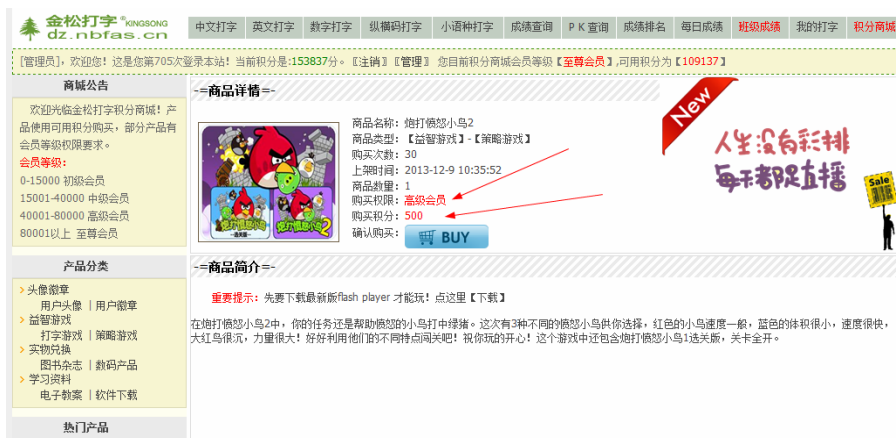 金松打字®KINGSONG
dz.nbfas.cn
中文打字 英文打字 数字打字 纵横码打字 小语种打字 成绩查询 P K 查询 成绩排名 每日成绩 班级成绩 我的打字 积分商城
[管理员]，欢迎您！这是您第705次登录本站！当前积分是:153837分。〖注销〗〖管理〗 您目前积分商城会员等级【至尊会员】,可用积分为【109137】
商城公告
欢迎光临金松打字积分商城！产
品使用可用积分购买，部分产品有
会员等级权限要求。
会员等级:
0-15000 初级会员
15001-40000 中级会员
40001-80000 高级会员
80001以上 至尊会员
产品分类
头像徽章
用户头像 | 用户徽章
益智游戏
打字游戏 | 策略游戏
实物兑换
图书杂志 | 数码产品
学习资料
电子教案 | 软件下载
热门产品
-=商品详情=-
炮打愤怒小鸟
-选关版-
炮打愤怒小鸟2
商品名称：炮打愤怒小鸟2
商品类型：【益智游戏】-【策略游戏】
购买次数：30
上架时间：2013-12-9 10:35:52
商品数量：1
购买权限：高级会员
购买积分：500
确认购买： BUY
New
人生没有彩排
每天都是直播
Sale
-=商品简介=-
重要提示：先要下载最新版flash player 才能玩！点这里【下载】
在炮打愤怒小鸟2中，你的任务还是帮助愤怒的小鸟打中绿猪。这次有3种不同的愤怒小鸟供你选择，红色的小鸟速度一般，蓝色的体积很小，速度很快，
大红鸟很沉，力量很大！好好利用他们的不同特点闯关吧！祝你玩的开心！这个游戏中还包含炮打愤怒小鸟1选关版，关卡全开。